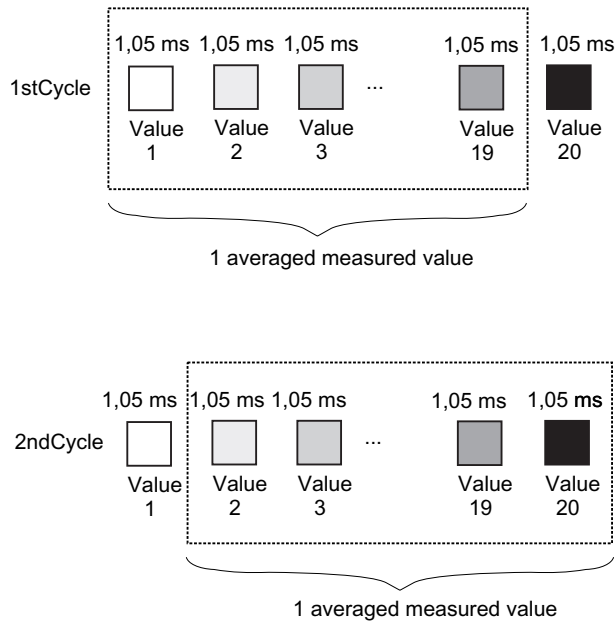 1,05 ms 1,05 ms 1,05 ms 1,05 ms 1,05 ms
1stCycle ...
Value Value Value Value Value
1 2 3 19 20
1 averaged measured value
1,05 ms 1,05 ms 1,05 ms 1,05 ms 1,05 ms
2ndCycle ...
Value Value Value Value Value
1 2 3 19 20
1 averaged measured value